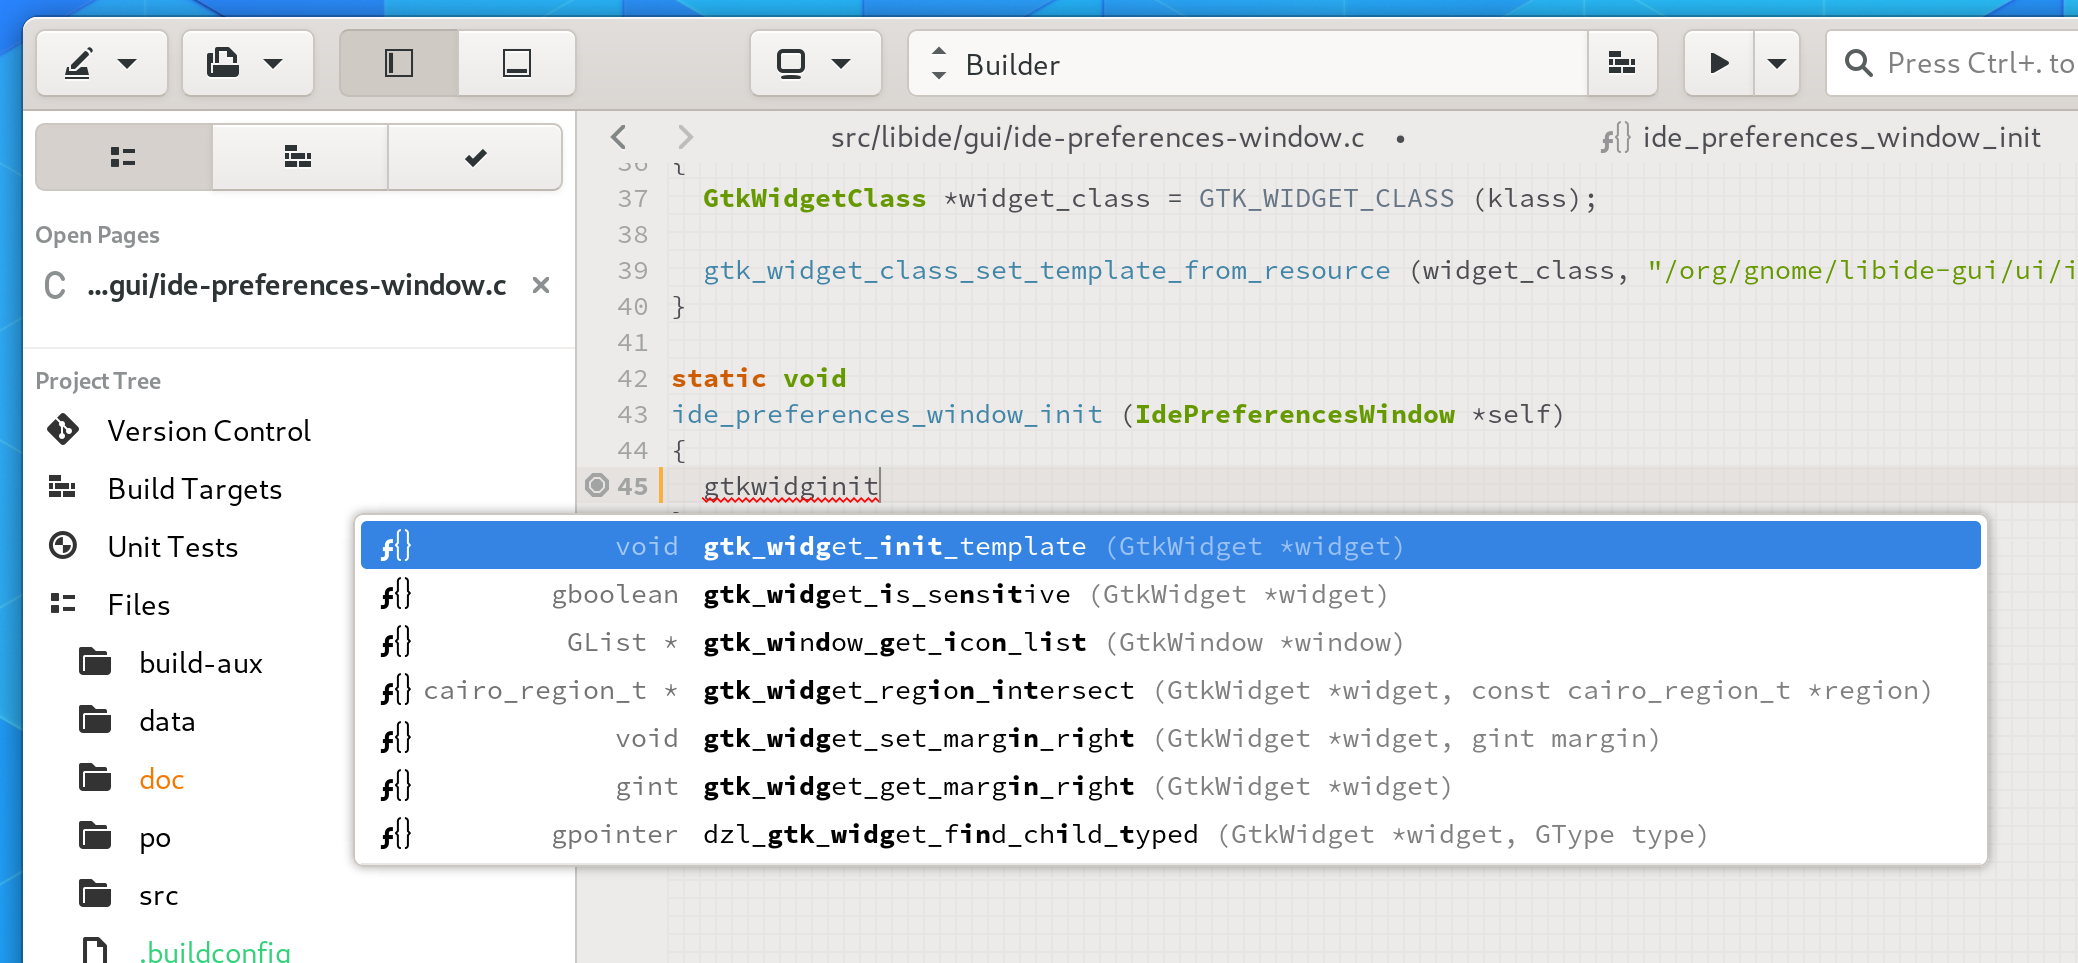 Builder
Press Ctrl+. to
Open Pages
C ...gui/ide-preferences-window.c
Project Tree
Version Control
Build Targets
Unit Tests
Files
build-aux
data
doc
po
src
.buildconfig
src/libide/gui/ide-preferences-window.c •
f{} ide_preferences_window_init
36 {
37 GtkWidgetClass *widget_class = GTK_WIDGET_CLASS (klass);
38
39 gtk_widget_class_set_template_from_resource (widget_class, "/org/gnome/libide-gui/ui/i
40 }
41
42 static void
43 ide_preferences_window_init (IdePreferencesWindow *self)
44 {
45 gtkwidginit
f{} void gtk_widget_init_template (GtkWidget *widget)
f{} gboolean gtk_widget_is_sensitive (GtkWidget *widget)
f{} GList * gtk_window_get_icon_list (GtkWindow *window)
f{} cairo_region_t * gtk_widget_region_intersect (GtkWidget *widget, const cairo_region_t *region)
f{} void gtk_widget_set_margin_right (GtkWidget *widget, gint margin)
f{} gint gtk_widget_get_margin_right (GtkWidget *widget)
f{} gpointer dzl_gtk_widget_find_child_typed (GtkWidget *widget, GType type)